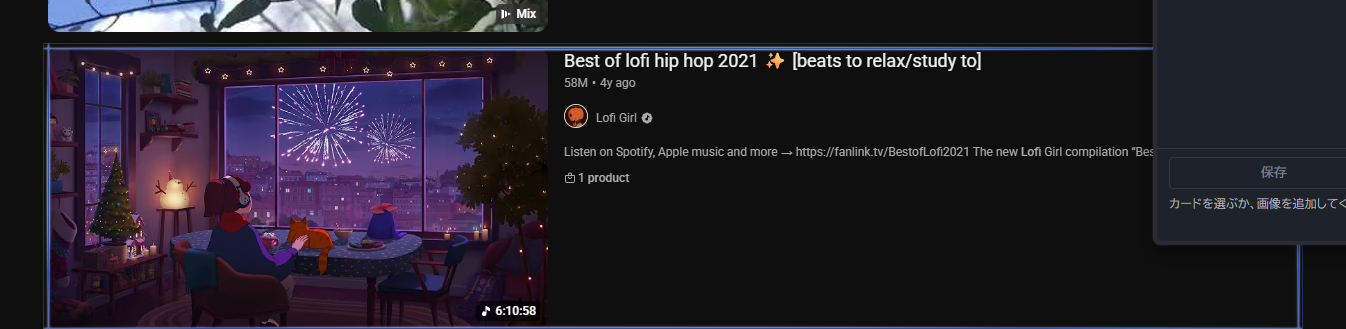 Mix
Best of lofi hip hop 2021 ✨ [beats to relax/study to]
58M • 4y ago
Lofi Girl
Listen on Spotify, Apple music and more → https://fanlink.tv/BestofLofi2021 The new Lofi Girl compilation “Bes
1 product
6:10:58
保存
カードを選ぶか、画像を追加して